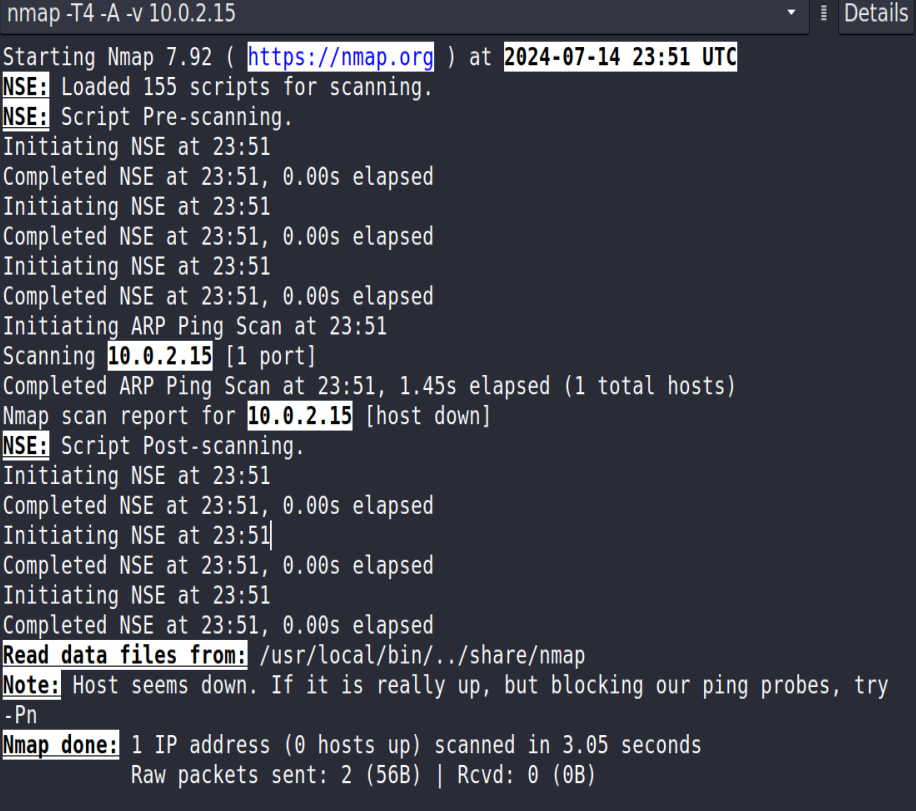 nmap -T4 -A -v 10.0.2.15
Details
Starting Nmap 7.92 ( https://nmap.org ) at 2024-07-14 23:51 UTC
NSE: Loaded 155 scripts for scanning.
NSE: Script Pre-scanning.
Initiating NSE at 23:51
Completed NSE at 23:51, 0.00s elapsed
Initiating NSE at 23:51
Completed NSE at 23:51, 0.00s elapsed
Initiating NSE at 23:51
Completed NSE at 23:51, 0.00s elapsed
Initiating ARP Ping Scan at 23:51
Scanning 10.0.2.15 [1 port]
Completed ARP Ping Scan at 23:51, 1.45s elapsed (1 total hosts)
Nmap scan report for 10.0.2.15 [host down]
NSE: Script Post-scanning.
Initiating NSE at 23:51
Completed NSE at 23:51, 0.00s elapsed
Initiating NSE at 23:51
Completed NSE at 23:51, 0.00s elapsed
Initiating NSE at 23:51
Completed NSE at 23:51, 0.00s elapsed
Read data files from: /usr/local/bin/../share/nmap
Note: Host seems down. If it is really up, but blocking our ping probes, try
-Pn
Nmap done: 1 IP address (0 hosts up) scanned in 3.05 seconds
Raw packets sent: 2 (56B) | Rcvd: 0 (0B)